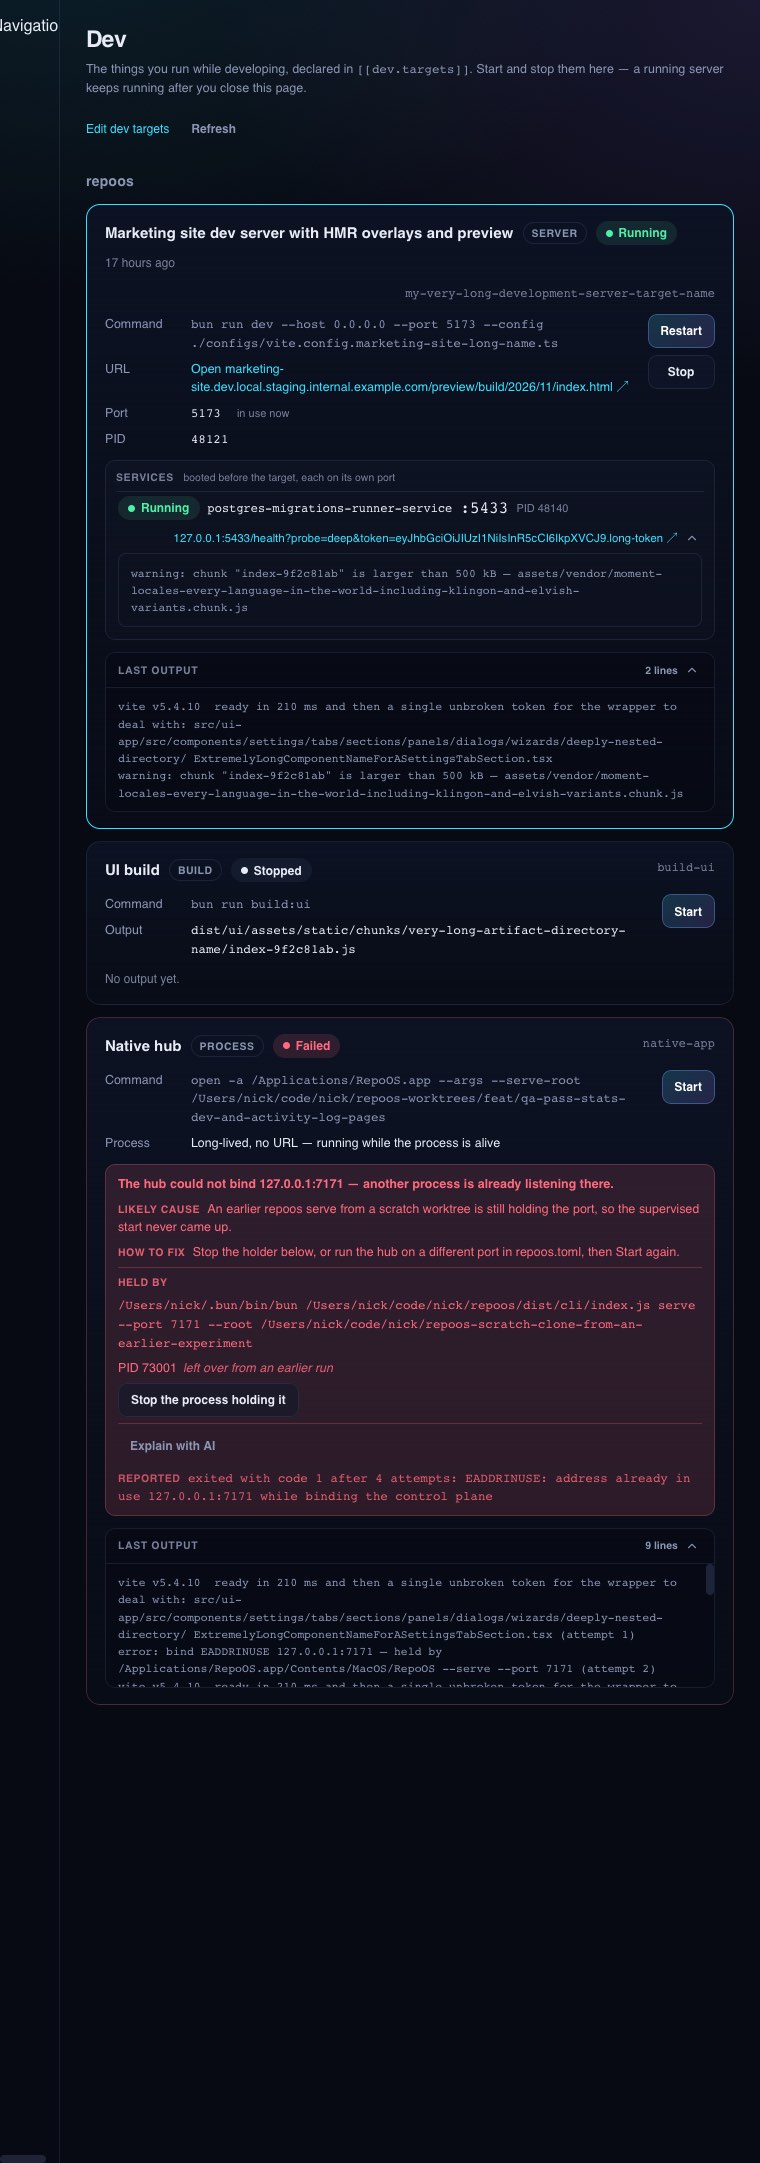 Navigatio
Dev
The things you run while developing, declared in [[dev.targets]]. Start and stop them here — a running server
keeps running after you close this page.
Edit dev targets Refresh
repoos
Marketing site dev server with HMR overlays and preview SERVER Running
17 hours ago
my-very-long-development-server-target-name
Command bun run dev --host 0.0.0.0 --port 5173 --config
./configs/vite.config.marketing-site-long-name.ts
Restart
URL Open marketing-
site.dev.local.staging.internal.example.com/preview/build/2026/11/index.html ↗
Stop
Port 5173 in use now
PID 48121
SERVICES booted before the target, each on its own port
Running postgres-migrations-runner-service :5433 PID 48140
127.0.0.1:5433/health?probe=deep&token=eyJhbGciOiJIUzI1NiIsInR5cCI6IkpXVCJ9.long-token ↗
warning: chunk "index-9f2c81ab" is larger than 500 kB — assets/vendor/moment-
locales-every-language-in-the-world-including-klingon-and-elvish-
variants.chunk.js
LAST OUTPUT 2 lines
vite v5.4.10  ready in 210 ms and then a single unbroken token for the wrapper to
deal with: src/ui-
app/src/components/settings/tabs/sections/panels/dialogs/wizards/deeply-nested-
directory/ ExtremelyLongComponentNameForASettingsTabSection.tsx
warning: chunk "index-9f2c81ab" is larger than 500 kB — assets/vendor/moment-
locales-every-language-in-the-world-including-klingon-and-elvish-variants.chunk.js
UI build BUILD Stopped build-ui
Command bun run build:ui
Start
Output dist/ui/assets/static/chunks/very-long-artifact-directory-
name/index-9f2c81ab.js
No output yet.
Native hub PROCESS Failed native-app
Command open -a /Applications/RepoOS.app --args --serve-root
/Users/nick/code/nick/repoos-worktrees/feat/qa-pass-stats-
dev-and-activity-log-pages
Start
Process Long-lived, no URL — running while the process is alive
The hub could not bind 127.0.0.1:7171 — another process is already listening there.
LIKELY CAUSE An earlier repoos serve from a scratch worktree is still holding the port, so the supervised
start never came up.
HOW TO FIX Stop the holder below, or run the hub on a different port in repoos.toml, then Start again.
HELD BY
/Users/nick/.bun/bin/bun /Users/nick/code/nick/repoos/dist/cli/index.js serve
--port 7171 --root /Users/nick/code/nick/repoos-scratch-clone-from-an-
earlier-experiment
PID 73001 left over from an earlier run
Stop the process holding it
Explain with AI
REPORTED exited with code 1 after 4 attempts: EADDRINUSE: address already in
use 127.0.0.1:7171 while binding the control plane
LAST OUTPUT 9 lines
vite v5.4.10  ready in 210 ms and then a single unbroken token for the wrapper to
deal with: src/ui-
app/src/components/settings/tabs/sections/panels/dialogs/wizards/deeply-nested-
directory/ ExtremelyLongComponentNameForASettingsTabSection.tsx (attempt 1)
error: bind EADDRINUSE 127.0.0.1:7171 — held by
/Applications/RepoOS.app/Contents/MacOS/RepoOS --serve --port 7171 (attempt 2)
vite v5.4.10  ready in 210 ms and then a single unbroken token for the wrapper to